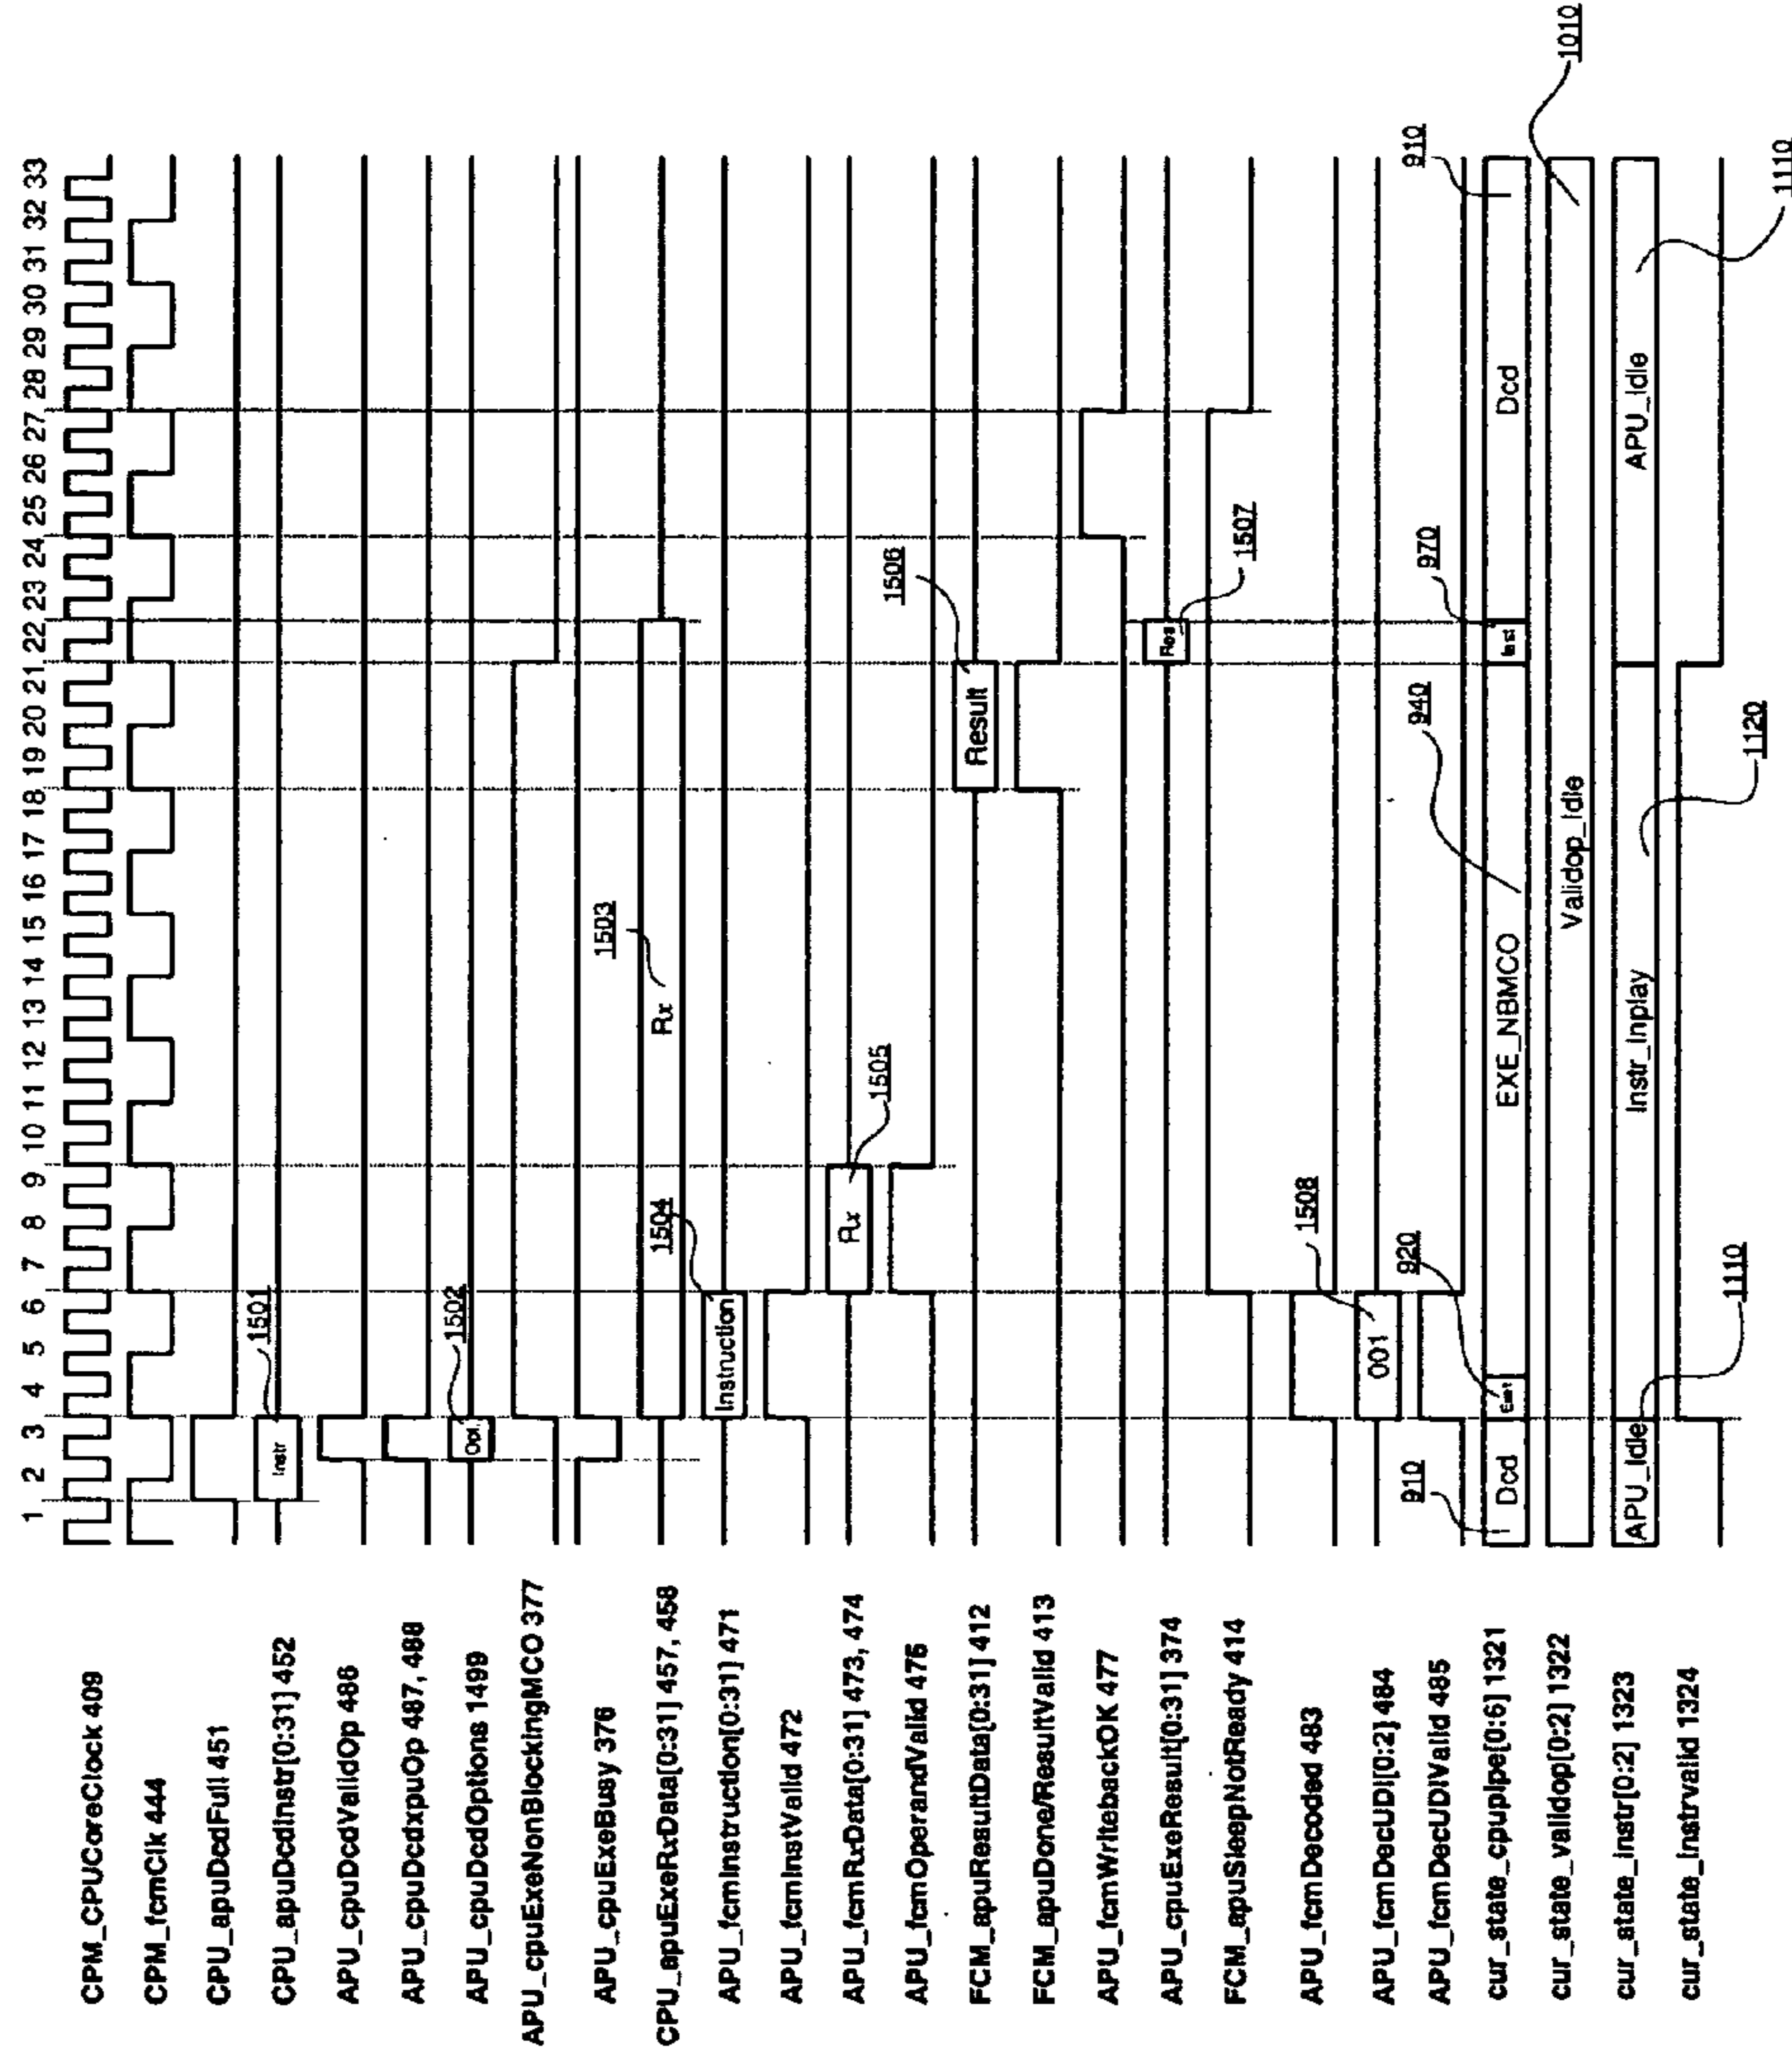 1 2 3 4 5 6 7 8 9 10 11 12 13 14 15 16 17 18 19 20 21 22 23 24 25 26 27 28 29 30 31 32 33
CPM_CPUCoreClock 409
CPM_fcmClk 444
CPU_apuDcdFull 451
CPU_apuDcdInstr[0:31] 452
Instr
1501
APU_cpuDcdValidOp 486
APU_cpuDcdxpuOp 487, 488
APU_cpuDcdOptions 1499
Opt
1502
APU_cpuExeNonBlockingMCO 377
APU_cpuExeBusy 376
CPU_apuExeRxData[0:31] 457, 458
Rx
1503
APU_fcmInstruction[0:31] 471
Instruction
1504
APU_fcmInstValid 472
APU_fcmRxData[0:31] 473, 474
Rx
1505
APU_fcmOperandValid 476
FCM_apuResultData[0:31] 412
Result
1506
FCM_apuDone/ResultValid 413
APU_fcmWritebackOK 477
APU_cpuExeResult[0:31] 374
Res
1507
FCM_apuSleepNotReady 414
APU_fcmDecoded 483
APU_fcmDecUDI[0:2] 484
001
1508
APU_fcmDecUDIValid 485
cur_state_cpupipe[0:6] 1321
910
Dcd
920
EXE_NBMCO
940
970
Dcd
910
cur_state_validop[0:2] 1322
Validop_Idle
1010
cur_state_instr[0:2] 1323
APU_Idle
1110
Instr_Inplay
1120
APU_Idle
1110
cur_state_instrvalid 1324